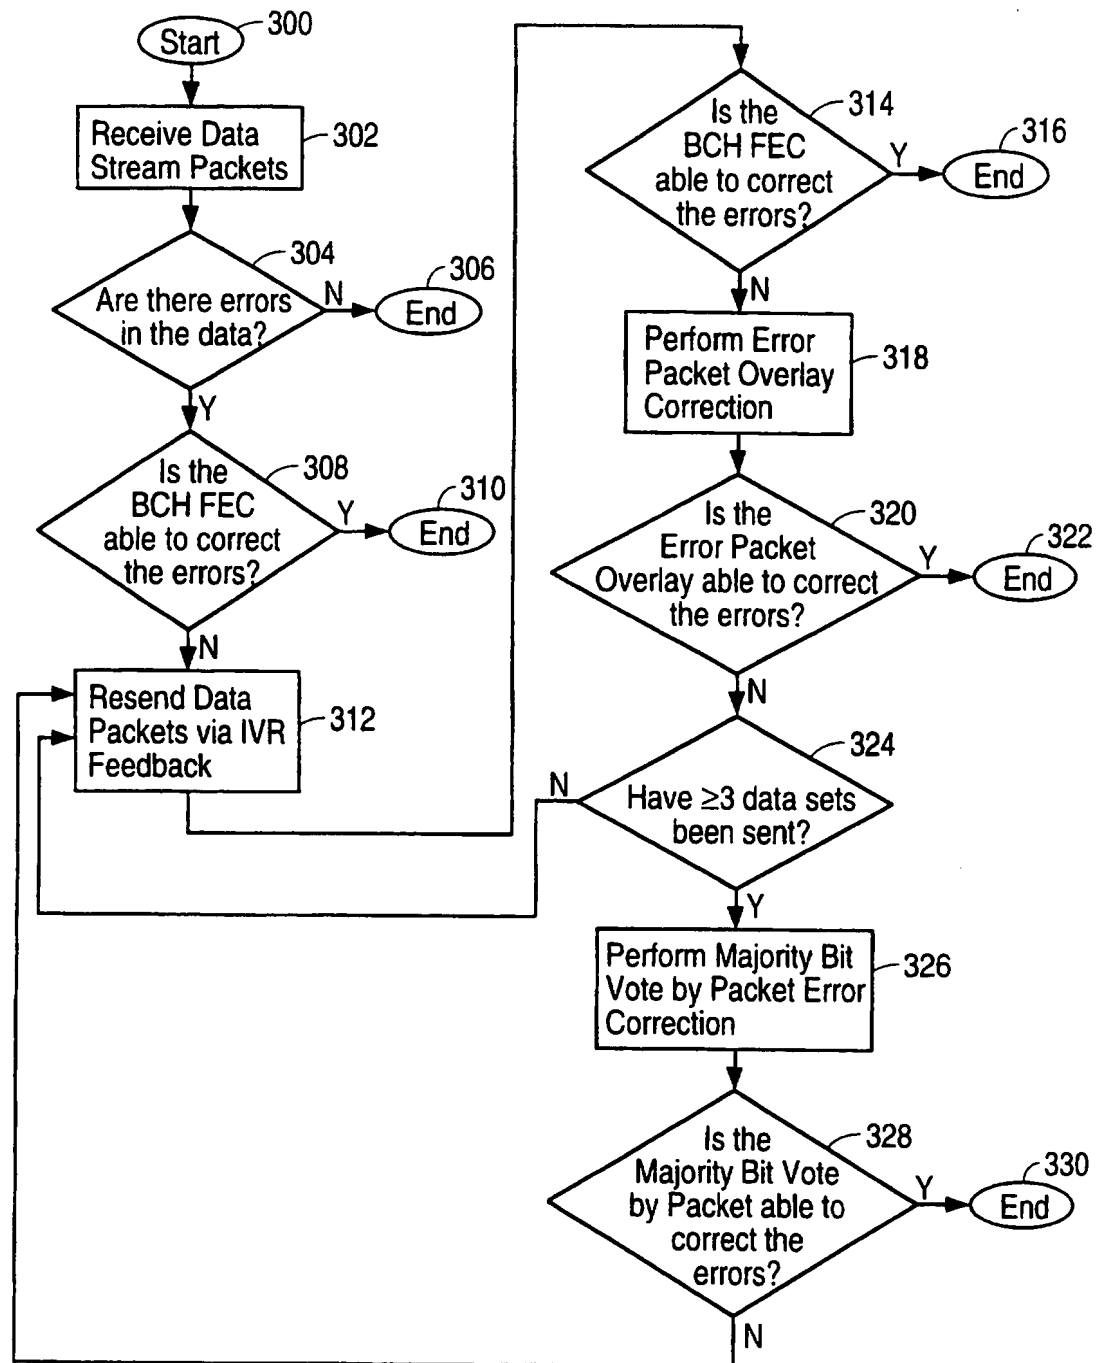 Start
300
Receive Data
Stream Packets
302
Are there errors
in the data?
304
N
End
306
Y
Is the
BCH FEC
able to correct
the errors?
308
Y
End
310
N
Resend Data
Packets via IVR
Feedback
312
Is the
BCH FEC
able to correct
the errors?
314
Y
End
316
N
Perform Error
Packet Overlay
Correction
318
Is the
Error Packet
Overlay able to correct
the errors?
320
Y
End
322
N
Have ≥3 data sets
been sent?
324
N
Y
Perform Majority Bit
Vote by Packet Error
Correction
326
Is the
Majority Bit Vote
by Packet able to
correct the
errors?
328
Y
End
330
N